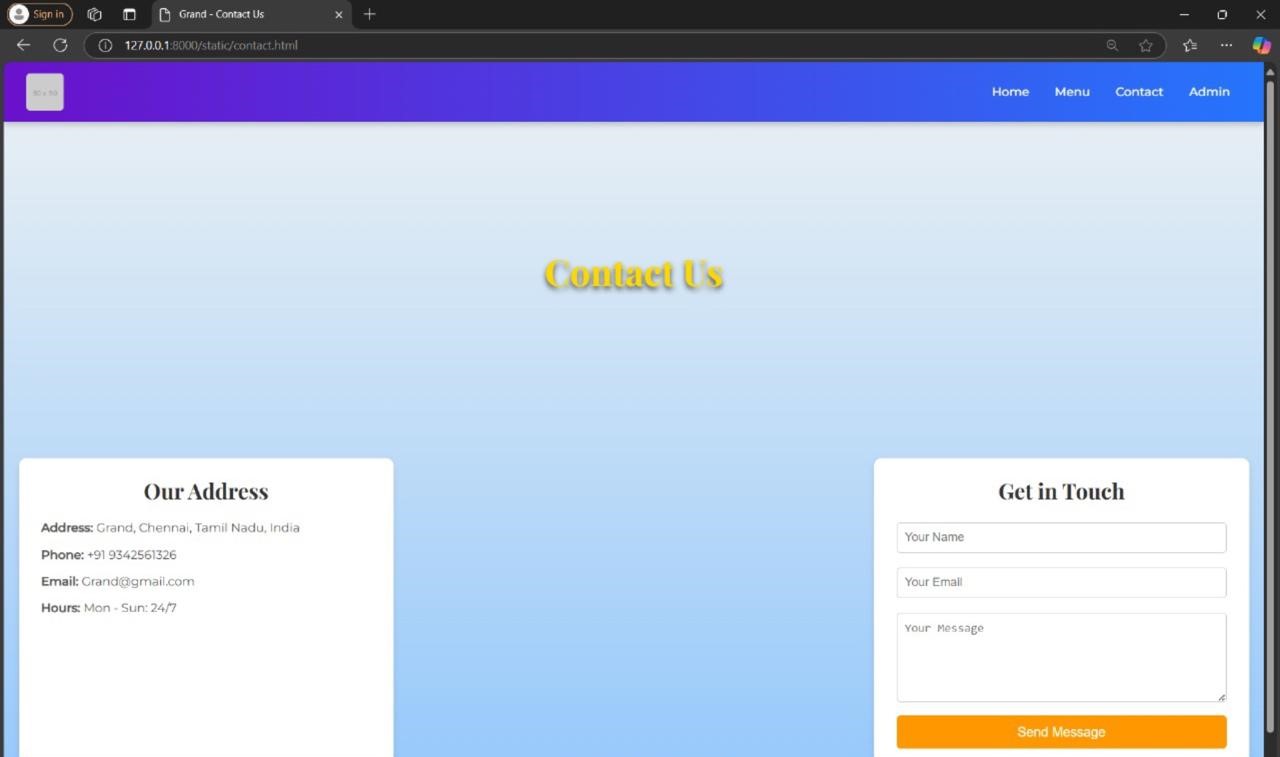 Sign in
Grand - Contact Us
127.0.0.1:8000/static/contact.html
50 x 50
Home Menu Contact Admin
Contact Us
Our Address
Address: Grand, Chennai, Tamil Nadu, India
Phone: +91 9342561326
Email: Grand@gmail.com
Hours: Mon - Sun: 24/7
Get in Touch
Your Name
Your Email
Your Message
Send Message